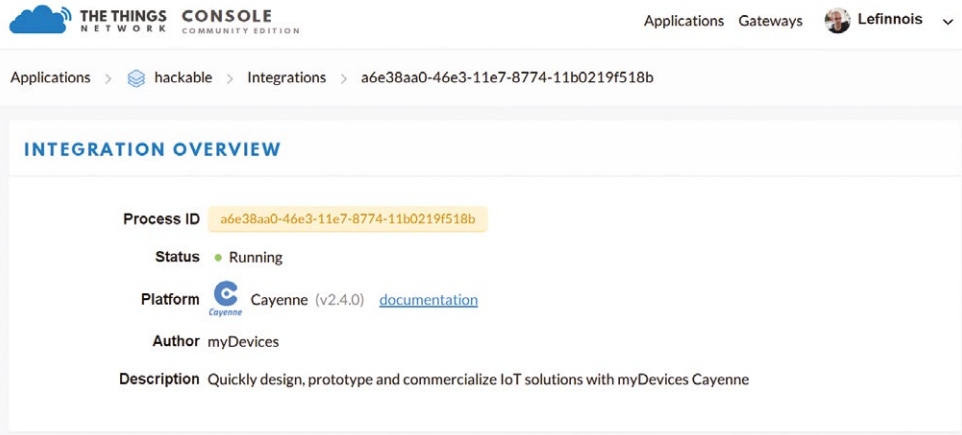 THE THINGS
NETWORK
CONSOLE
COMMUNITY EDITION
Applications Gateways Lefinnois
Applications > hackable > Integrations > a6e38aa0-46e3-11e7-8774-11b0219f518b
INTEGRATION OVERVIEW
Process ID a6e38aa0-46e3-11e7-8774-11b0219f518b
Status Running
Platform Cayenne Cayenne (v2.4.0) documentation
Author myDevices
Description Quickly design, prototype and commercialize IoT solutions with myDevices Cayenne